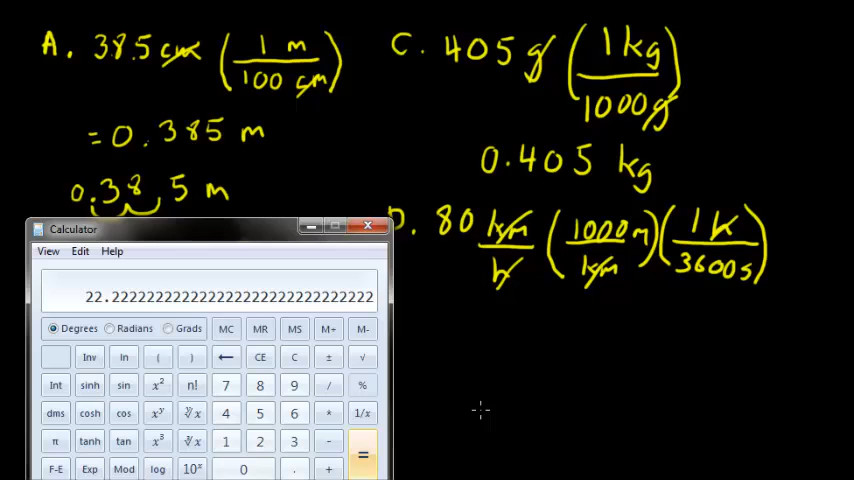 A. 38.5 cm ( 1 m / 100 cm )
= 0.385 m
0.38.5 m
C. 405 g ( 1 kg / 1000 g )
0.405 kg
D. 80 km/h ( 1000 m / km ) ( 1 h / 3600 s )
Calculator
View Edit Help
22.222222222222222222222222222222
Degrees Radians Grads MC MR MS M+ M-
Inv ln ( ) ← CE C ± √
Int sinh sin x² n! 7 8 9 / %
dms cosh cos xʸ ʸ√x 4 5 6 * 1/x
π tanh tan x³ ³√x 1 2 3 - =
F-E Exp Mod log 10ˣ 0 . +